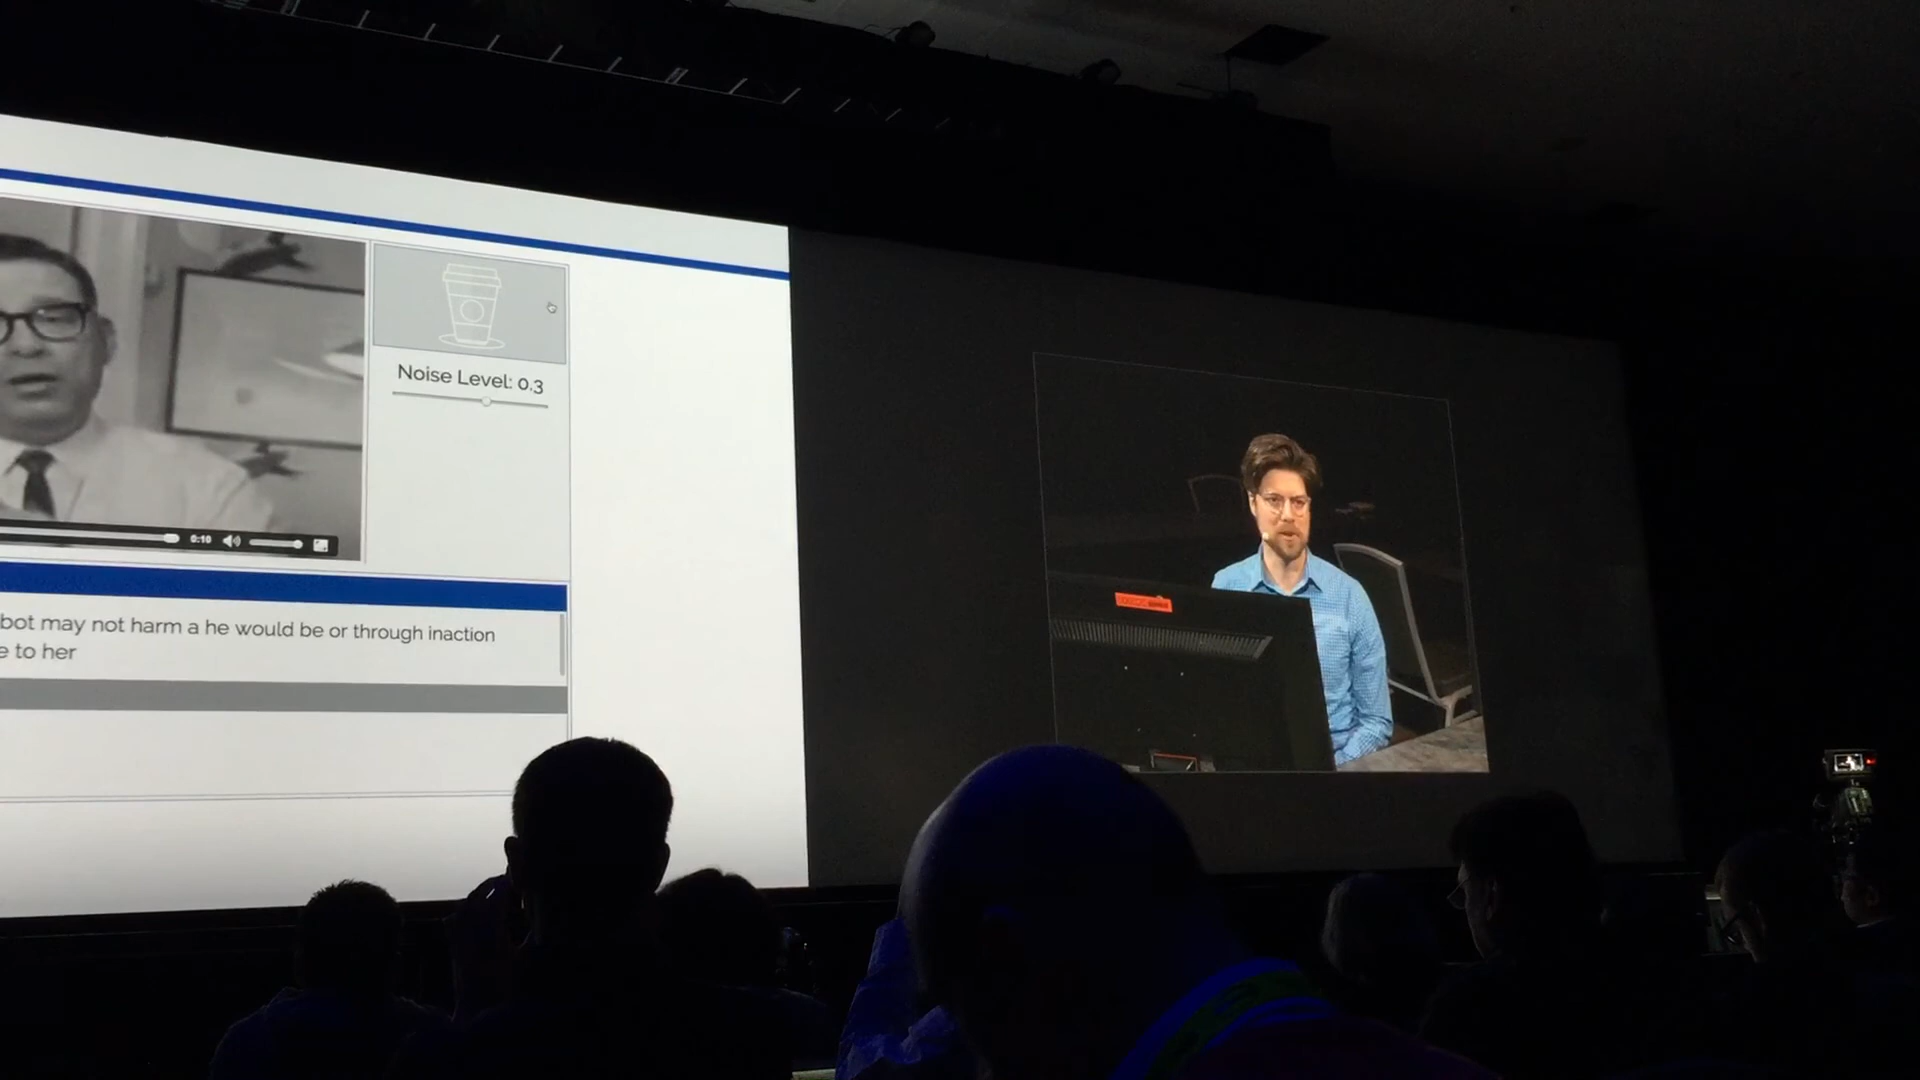 Noise Level: 0.3
0:10
bot may not harm a he would be or through inaction
e to her